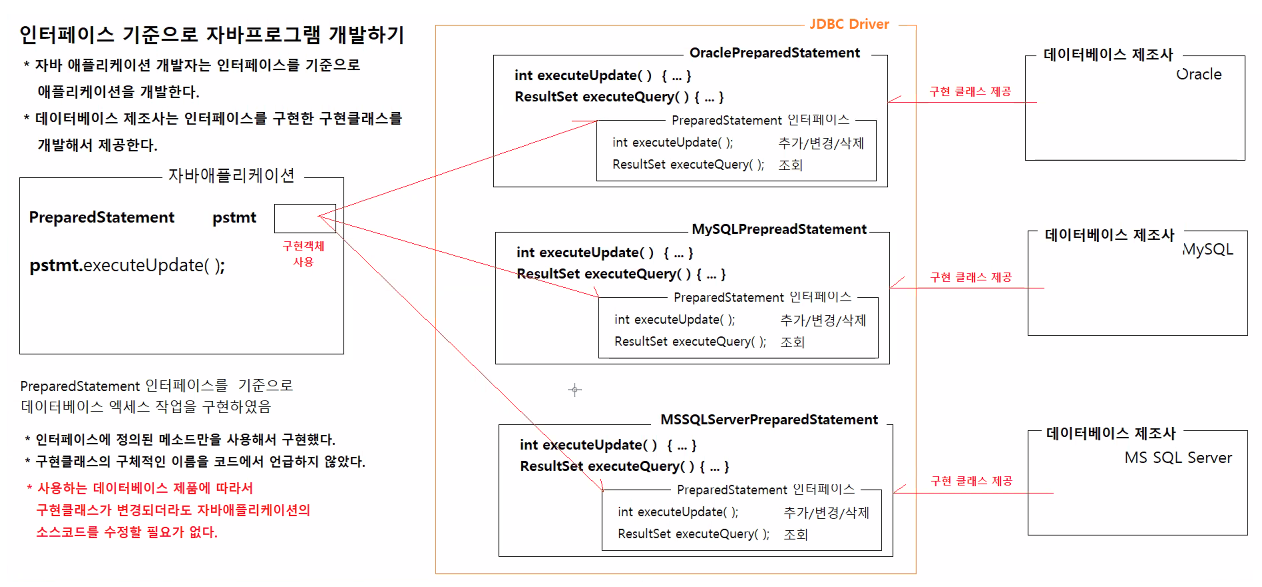 인터페이스 기준으로 자바프로그램 개발하기
* 자바 애플리케이션 개발자는 인터페이스를 기준으로
애플리케이션을 개발한다.
* 데이터베이스 제조사는 인터페이스를 구현한 구현클래스를
개발해서 제공한다.
자바애플리케이션
PreparedStatement pstmt
구현객체
사용
pstmt.executeUpdate( );
PreparedStatement 인터페이스를 기준으로
데이터베이스 엑세스 작업을 구현하였음
* 인터페이스에 정의된 메소드만을 사용해서 구현했다.
* 구현클래스의 구체적인 이름을 코드에서 언급하지 않았다.
* 사용하는 데이터베이스 제품에 따라서
구현클래스가 변경되더라도 자바애플리케이션의
소스코드를 수정할 필요가 없다.
JDBC Driver
OraclePreparedStatement
int executeUpdate( ) { ... }
ResultSet executeQuery( ) { ... }
PreparedStatement 인터페이스
int executeUpdate( ); 추가/변경/삭제
ResultSet executeQuery( ); 조회
MySQLPrepreadStatement
int executeUpdate( ) { ... }
ResultSet executeQuery( ) { ... }
PreparedStatement 인터페이스
int executeUpdate( ); 추가/변경/삭제
ResultSet executeQuery( ); 조회
MSSQLServerPreparedStatement
int executeUpdate( ) { ... }
ResultSet executeQuery( ) { ... }
PreparedStatement 인터페이스
int executeUpdate( ); 추가/변경/삭제
ResultSet executeQuery( ); 조회
구현 클래스 제공
데이터베이스 제조사
Oracle
구현 클래스 제공
데이터베이스 제조사
MySQL
구현 클래스 제공
데이터베이스 제조사
MS SQL Server